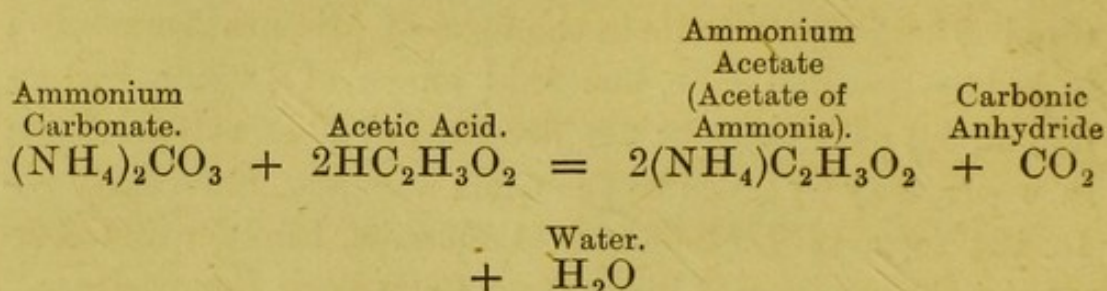 Ammonium
Acetate
Ammonium (Acetate of Carbonic
Carbonate. Acetic Acid. Ammonia). Anhydride
(NH₄)₂CO₃ + 2HC₂H₃O₂ = 2(NH₄)C₂H₃O₂ + CO₂
Water.
+ H₂O